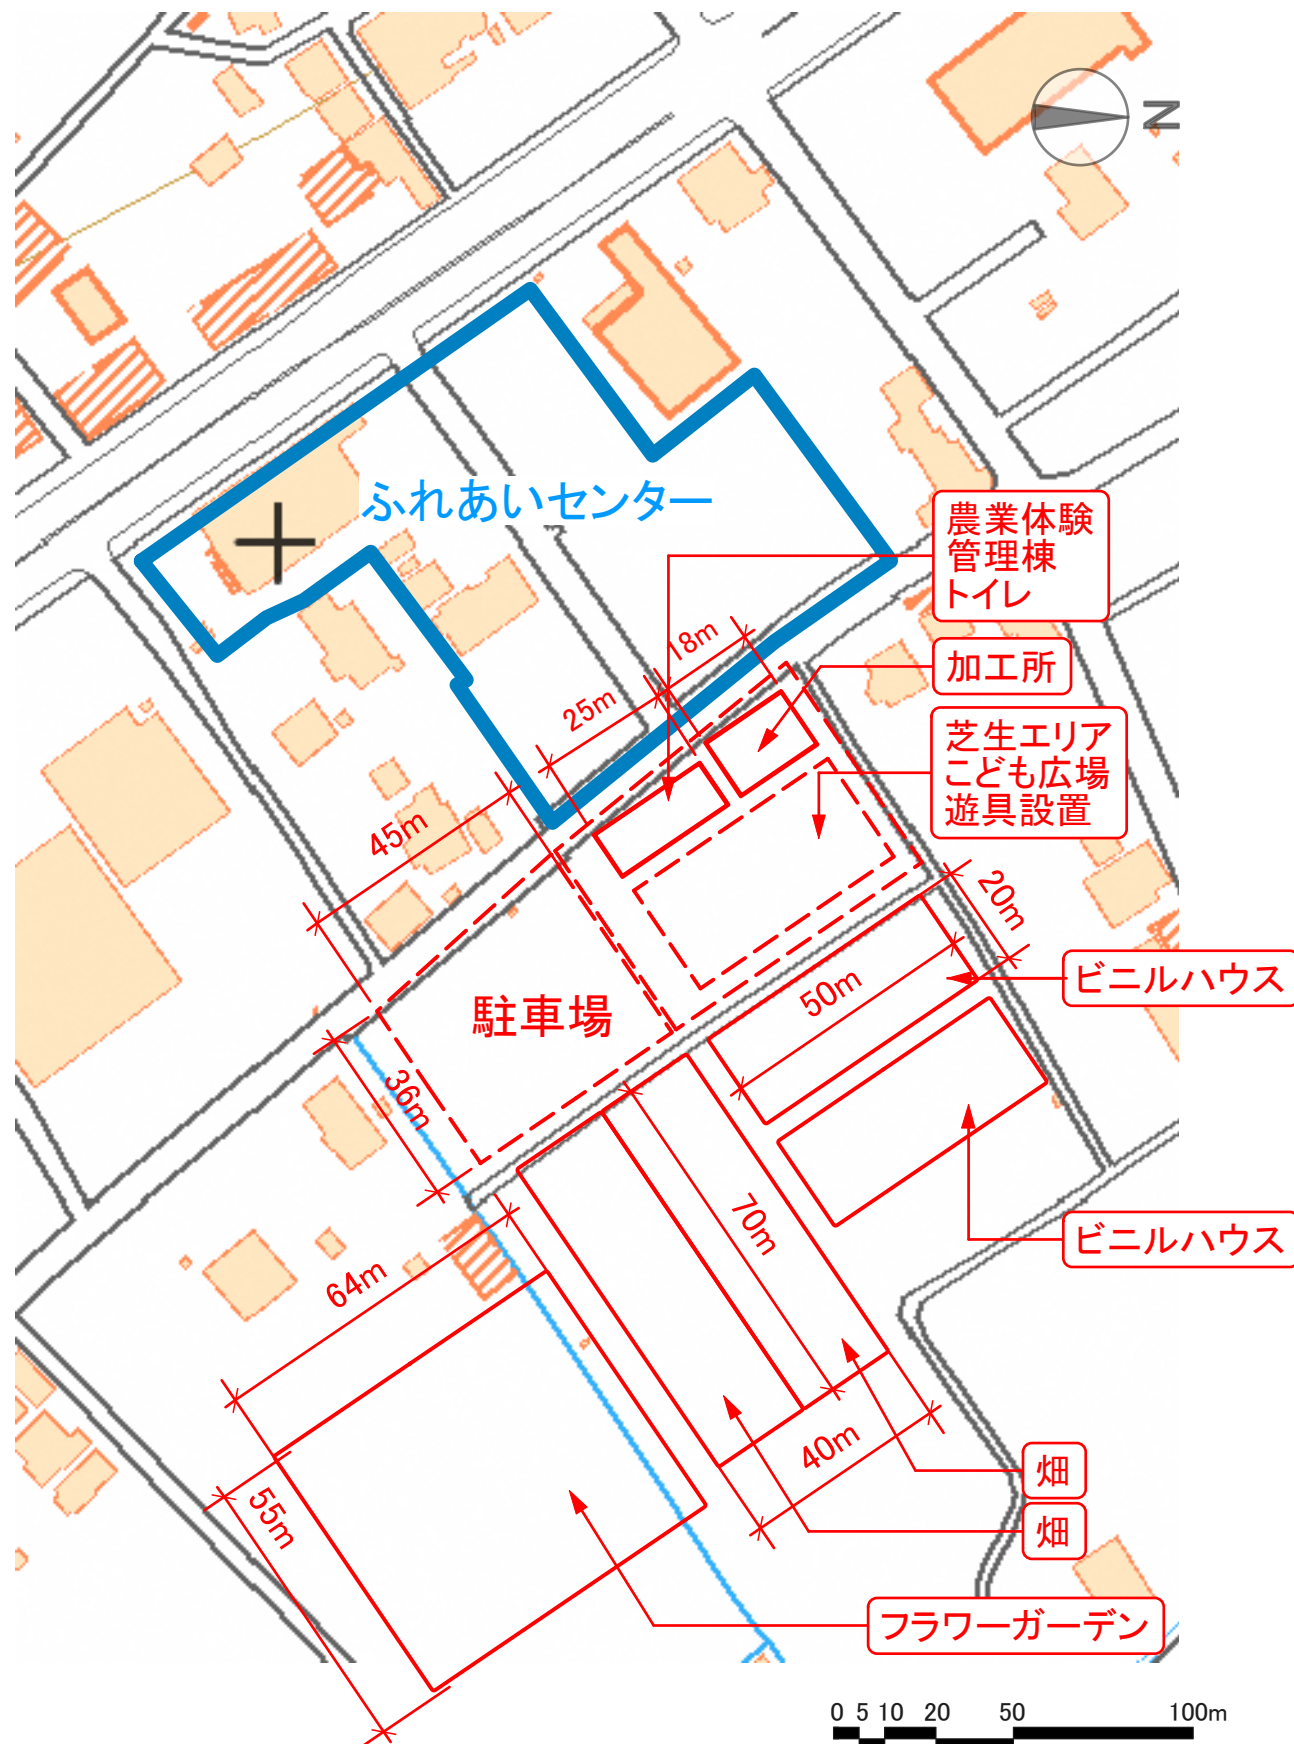 N
ふれあいセンター
農業体験
管理棟
トイレ
18m
加工所
25m
芝生エリア
こども広場
遊具設置
45m
20m
ビニルハウス
50m
駐車場
36m
70m
ビニルハウス
64m
40m
畑
55m
畑
フラワーガーデン
0 5 10 20 50 100m